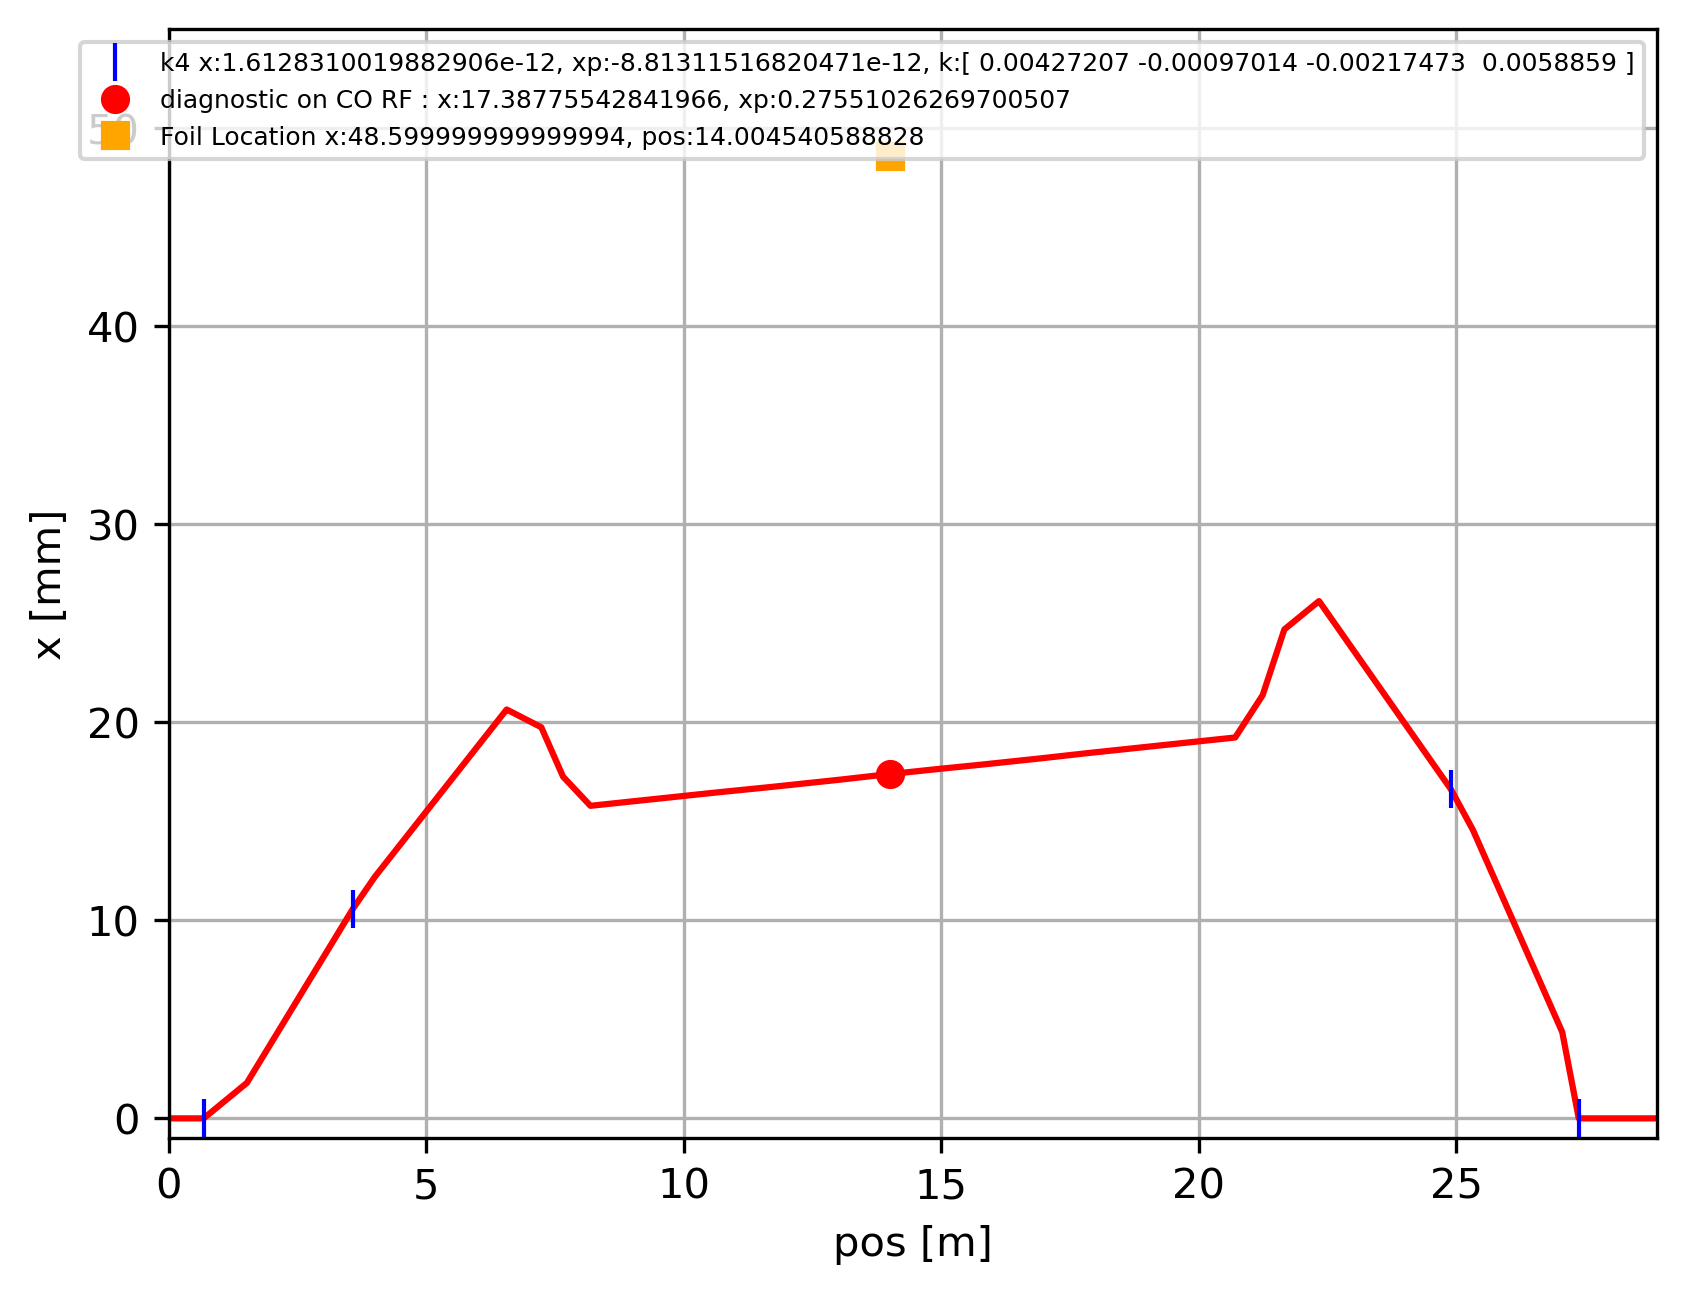 k4 x:1.6128310019882906e-12, xp:-8.81311516820471e-12, k:[ 0.00427207 -0.00097014 -0.00217473  0.0058859 ]
diagnostic on CO RF : x:17.38775542841966, xp:0.27551026269700507
Foil Location x:48.599999999999994, pos:14.004540588828
50
40
30
20
10
0
x [mm]
0 5 10 15 20 25
pos [m]